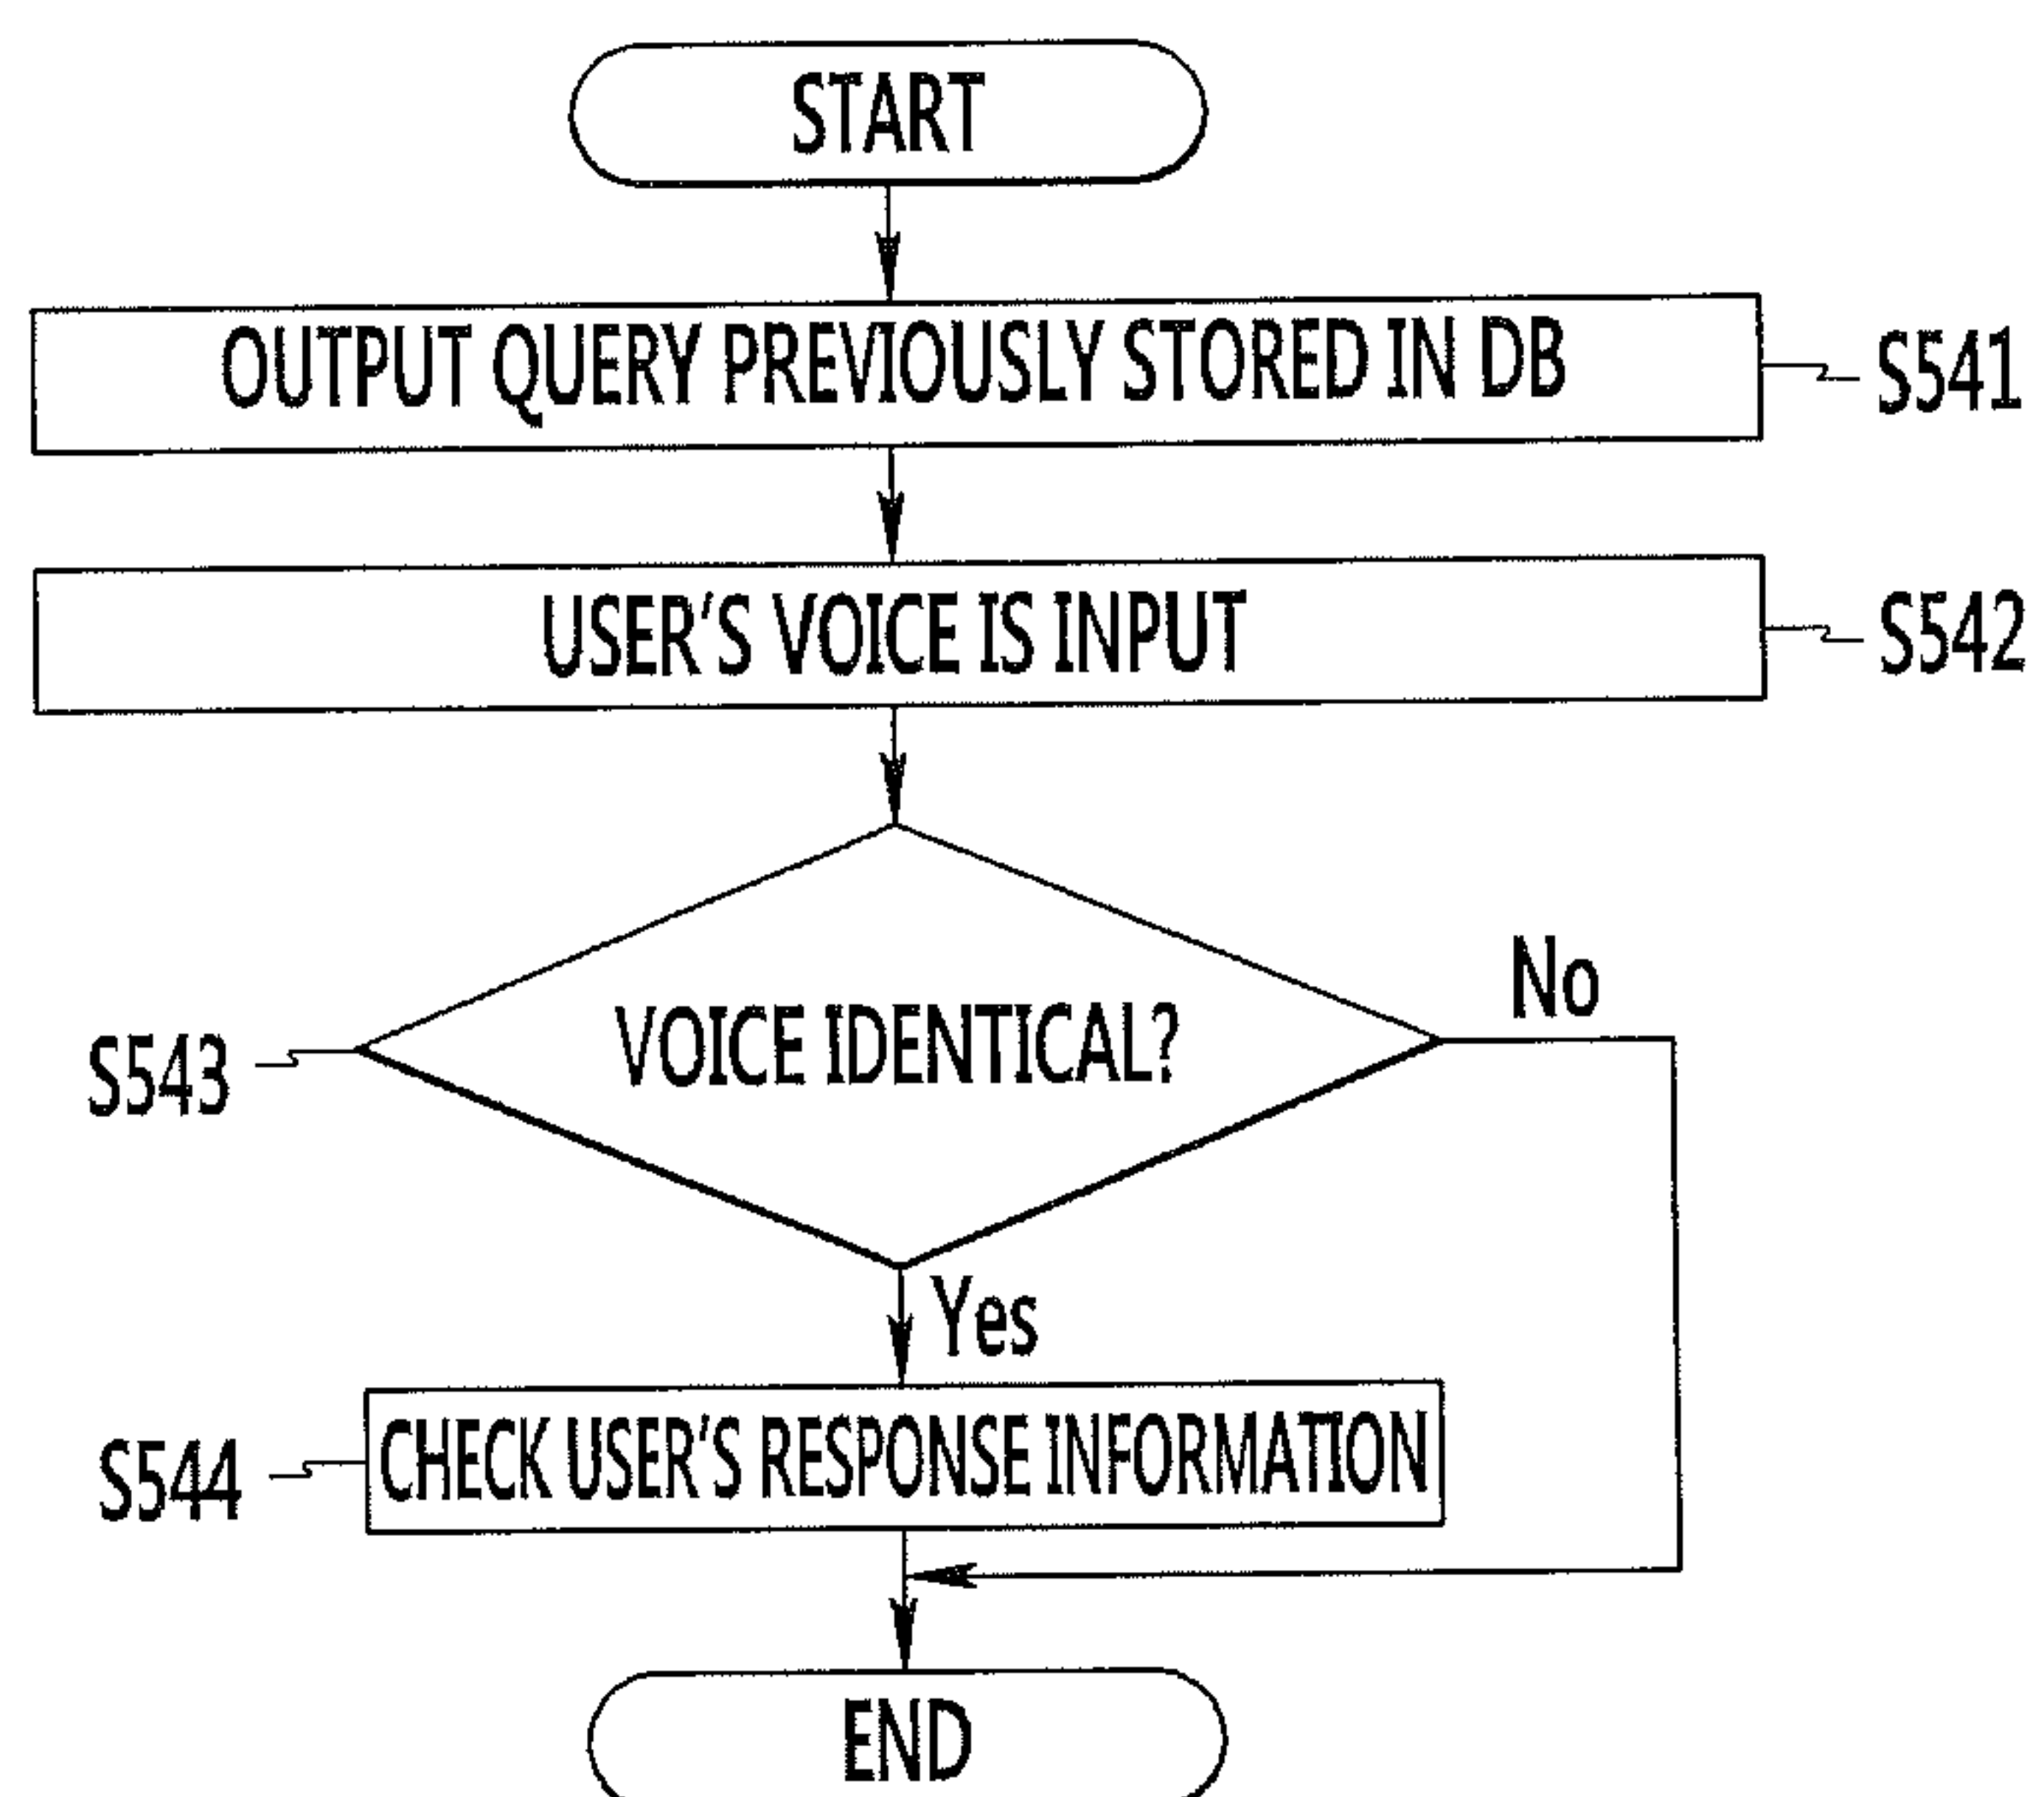 START
OUTPUT QUERY PREVIOUSLY STORED IN DB
S541
USER'S VOICE IS INPUT
S542
No
VOICE IDENTICAL?
S543
Yes
CHECK USER'S RESPONSE INFORMATION
S544
END